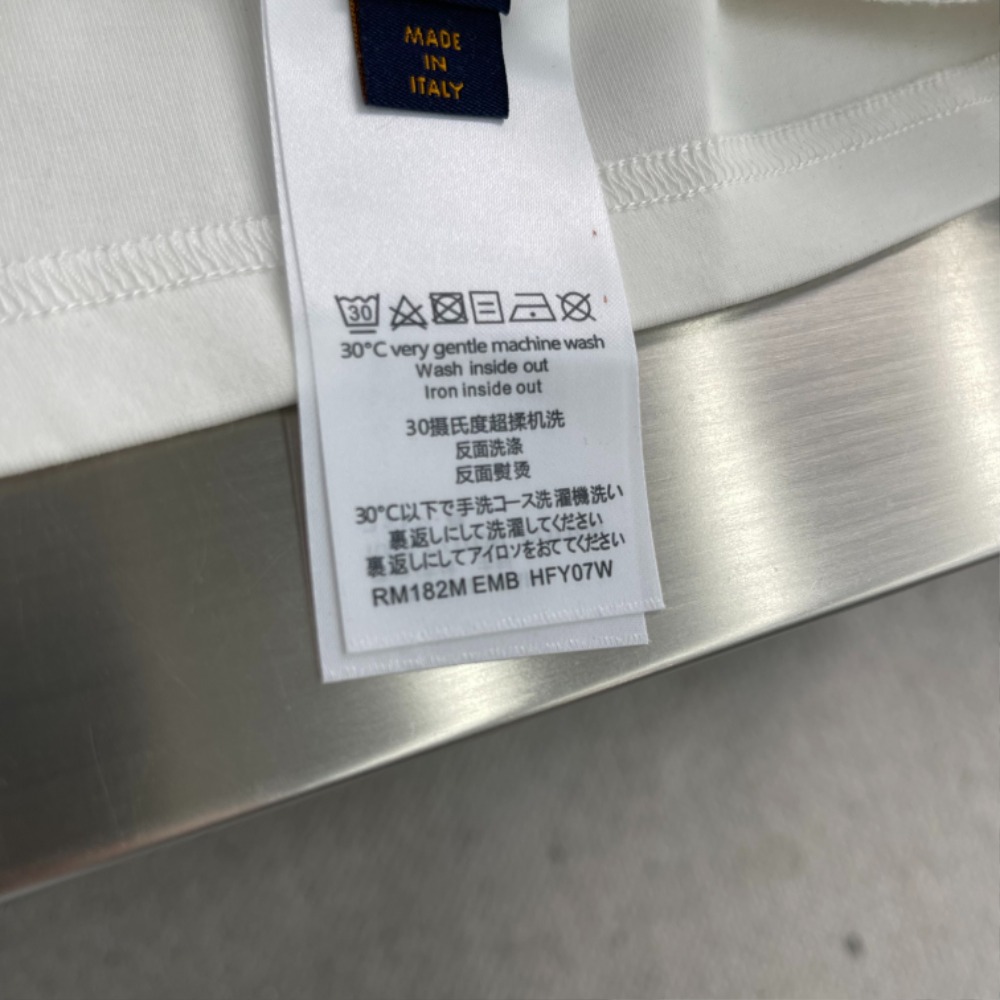 MADE
IN
ITALY
30
30°C very gentle machine wash
Wash inside out
Iron inside out
30摄氏度超揉机洗
反面洗涤
反面熨烫
30°C以下で手洗コース洗濯機洗い
裏返しにして洗濯してください
裏返しにしてアイロソをおててください
RM182M EMB HFY07W